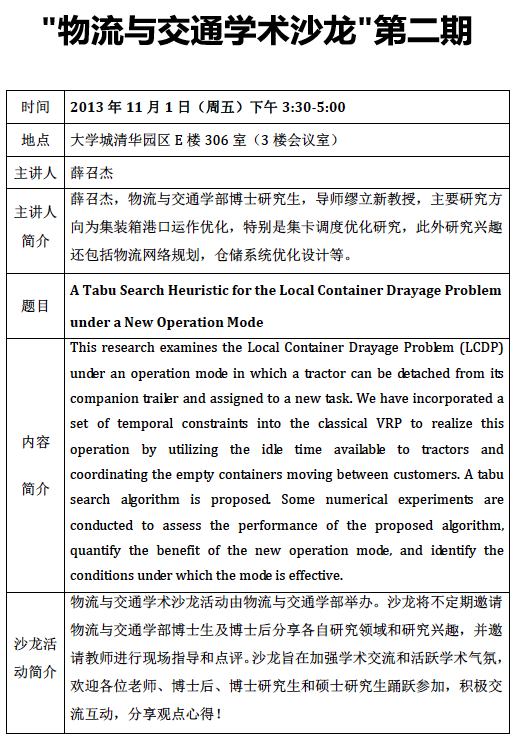 "物流与交通学术沙龙"第二期
时间
2013 年 11 月 1 日（周五）下午 3:30-5:00
地点
大学城清华园区 E 楼 306 室（3 楼会议室）
主讲人
薛召杰
主讲人
简介
薛召杰，物流与交通学部博士研究生，导师缪立新教授，主要研究方
向为集装箱港口运作优化，特别是集卡调度优化研究，此外研究兴趣
还包括物流网络规划，仓储系统优化设计等。
题目
A Tabu Search Heuristic for the Local Container Drayage Problem
under a New Operation Mode
内容
简介
This research examines the Local Container Drayage Problem (LCDP)
under an operation mode in which a tractor can be detached from its
companion trailer and assigned to a new task. We have incorporated a
set of temporal constraints into the classical VRP to realize this
operation by utilizing the idle time available to tractors and
coordinating the empty containers moving between customers. A tabu
search algorithm is proposed. Some numerical experiments are
conducted to assess the performance of the proposed algorithm,
quantify the benefit of the new operation mode, and identify the
conditions under which the mode is effective.
沙龙活
动简介
物流与交通学术沙龙活动由物流与交通学部举办。沙龙将不定期邀请
物流与交通学部博士生及博士后分享各自研究领域和研究兴趣，并邀
请教师进行现场指导和点评。沙龙旨在加强学术交流和活跃学术气氛，
欢迎各位老师、博士后、博士研究生和硕士研究生踊跃参加，积极交
流互动，分享观点心得！